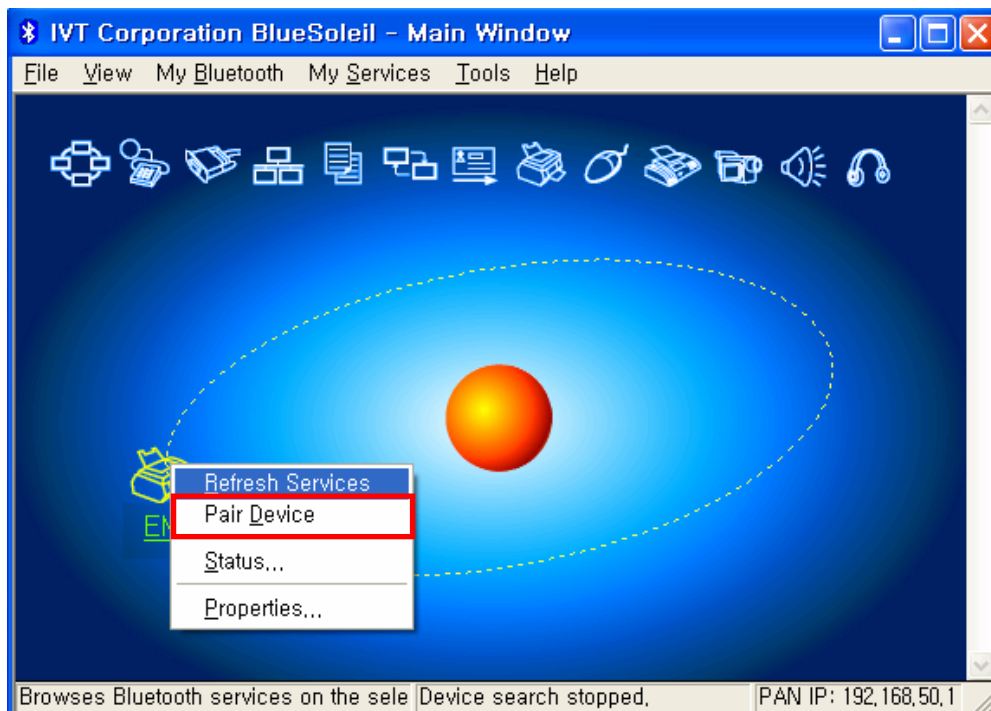 IVT Corporation BlueSoleil - Main Window
File View My Bluetooth My Services Tools Help
Refresh Services
Pair Device
Status...
Properties...
Browses Bluetooth services on the sele Device search stopped, PAN IP: 192,168,50,1